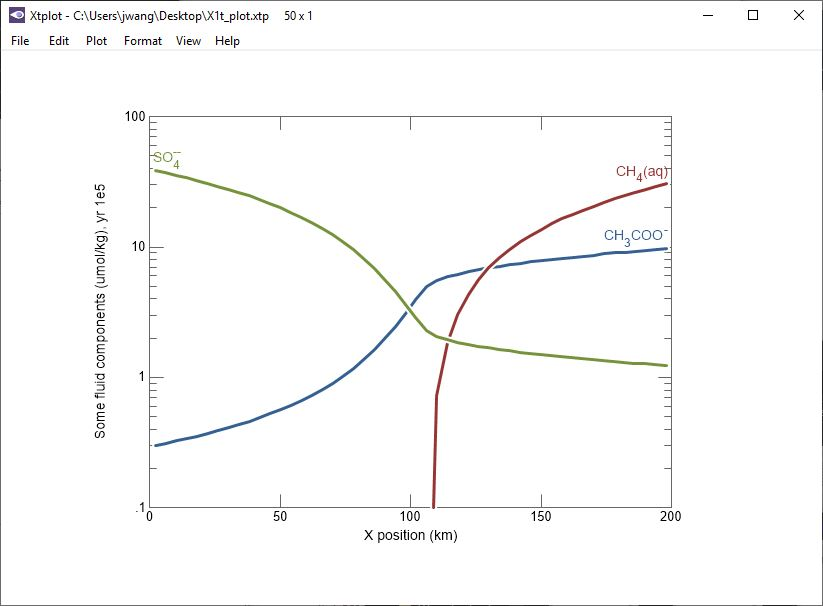 Xtplot - C:\Users\jwang\Desktop\X1t_plot.xtp 50 x 1
File Edit Plot Format View Help
100
SO4--
CH4(aq)
CH3COO-
10
1
.1
Some fluid components (umol/kg), yr 1e5
0 50 100 150 200
X position (km)